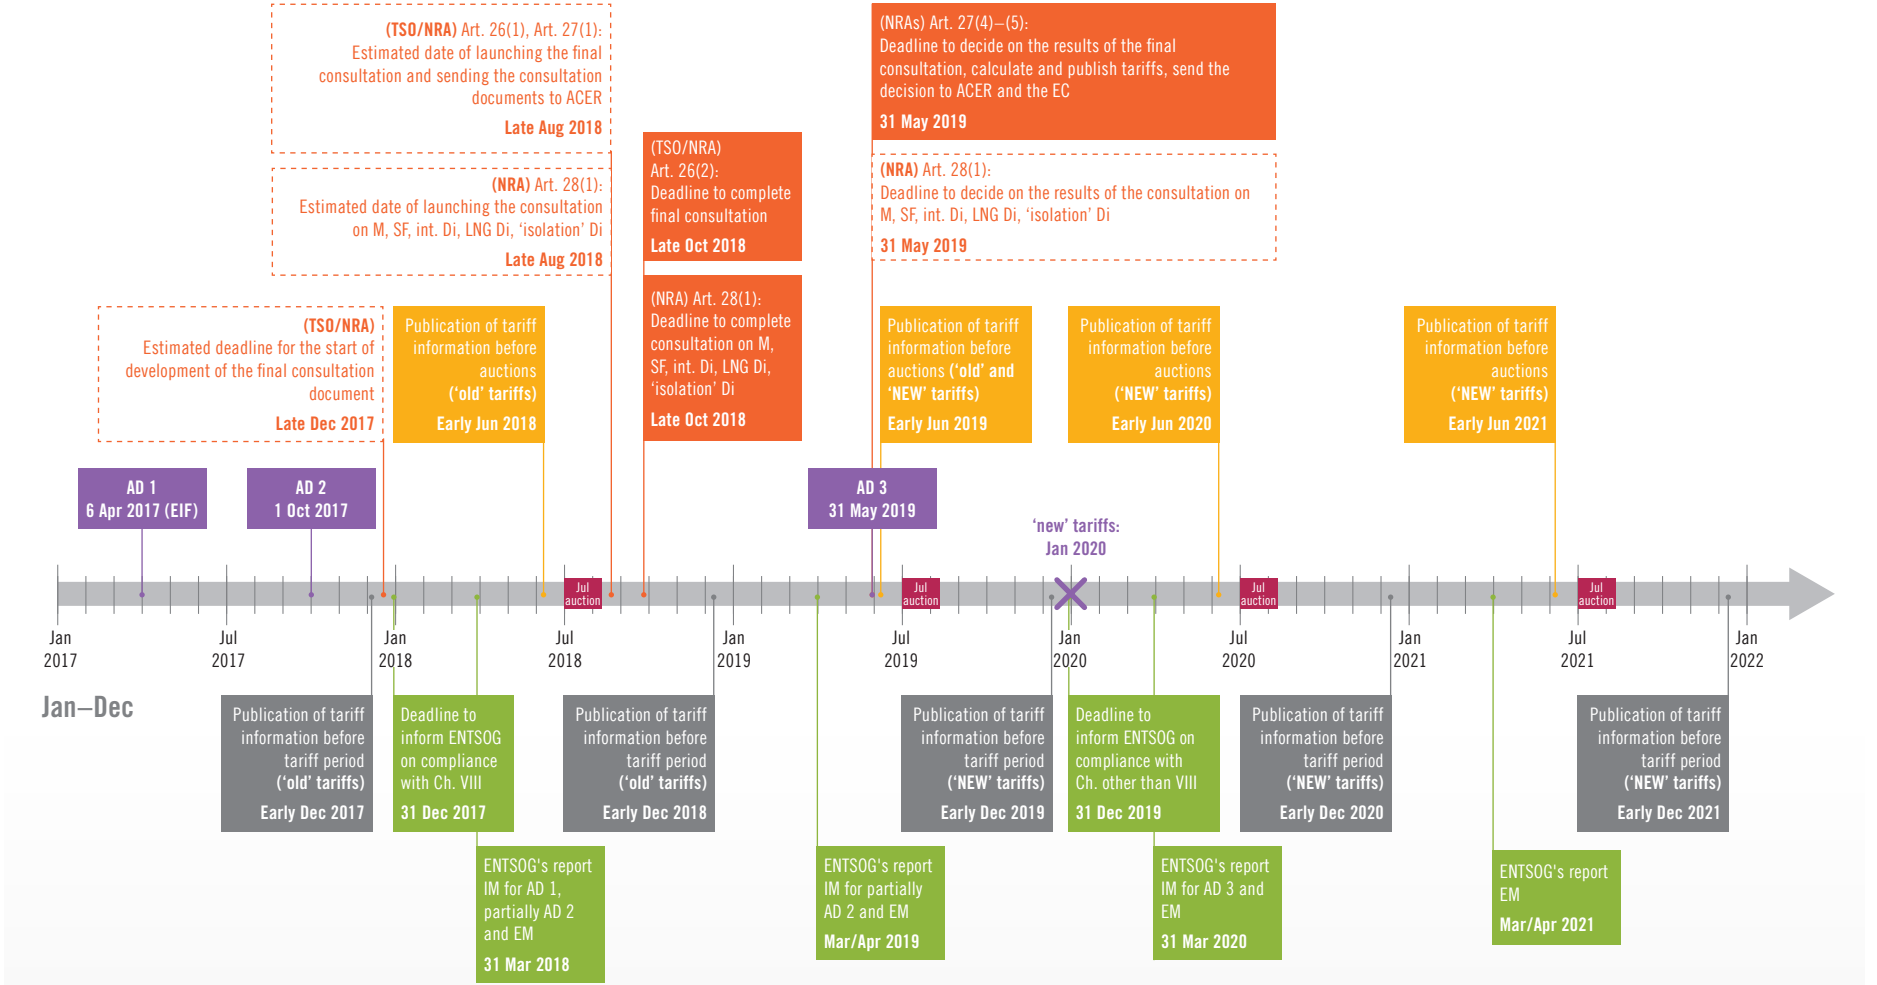 (TSO/NRA) Art. 26(1), Art. 27(1):
Estimated date of launching the final
consultation and sending the consultation
documents to ACER
Late Aug 2018
(NRA) Art. 28(1):
Estimated date of launching the consultation
on M, SF, int. Di, LNG Di, ‘isolation’ Di
Late Aug 2018
(TSO/NRA)
Art. 26(2):
Deadline to complete
final consultation
Late Oct 2018
(NRA) Art. 28(1):
Deadline to complete
consultation on M,
SF, int. Di, LNG Di,
‘isolation’ Di
Late Oct 2018
(NRAs) Art. 27(4)–(5):
Deadline to decide on the results of the final
consultation, calculate and publish tariffs, send the
decision to ACER and the EC
31 May 2019
(NRA) Art. 28(1):
Deadline to decide on the results of the consultation on
M, SF, int. Di, LNG Di, ‘isolation’ Di
31 May 2019
(TSO/NRA)
Estimated deadline for the start of
development of the final consultation
document
Late Dec 2017
Publication of tariff
information before
auctions
(‘old’ tariffs)
Early Jun 2018
Publication of tariff
information before
auctions (‘old’ and
‘NEW’ tariffs)
Early Jun 2019
Publication of tariff
information before
auctions
(‘NEW’ tariffs)
Early Jun 2020
Publication of tariff
information before
auctions
(‘NEW’ tariffs)
Early Jun 2021
AD 1
6 Apr 2017 (EIF)
AD 2
1 Oct 2017
AD 3
31 May 2019
‘new’ tariffs:
Jan 2020
Jul
auction
Jul
auction
Jul
auction
Jul
auction
Jan
2017
Jul
2017
Jan
2018
Jul
2018
Jan
2019
Jul
2019
Jan
2020
Jul
2020
Jan
2021
Jul
2021
Jan
2022
Jan–Dec
Publication of tariff
information before
tariff period
(‘old’ tariffs)
Early Dec 2017
Deadline to
inform ENTSOG
on compliance
with Ch. VIII
31 Dec 2017
Publication of tariff
information before
tariff period
(‘old’ tariffs)
Early Dec 2018
Publication of tariff
information before
tariff period
(‘NEW’ tariffs)
Early Dec 2019
Deadline to
inform ENTSOG on
compliance with
Ch. other than VIII
31 Dec 2019
Publication of tariff
information before
tariff period
(‘NEW’ tariffs)
Early Dec 2020
Publication of tariff
information before
tariff period
(‘NEW’ tariffs)
Early Dec 2021
ENTSOG's report
IM for AD 1,
partially AD 2
and EM
31 Mar 2018
ENTSOG's report
IM for partially
AD 2 and EM
Mar/Apr 2019
ENTSOG's report
IM for AD 3 and
EM
31 Mar 2020
ENTSOG's report
EM
Mar/Apr 2021